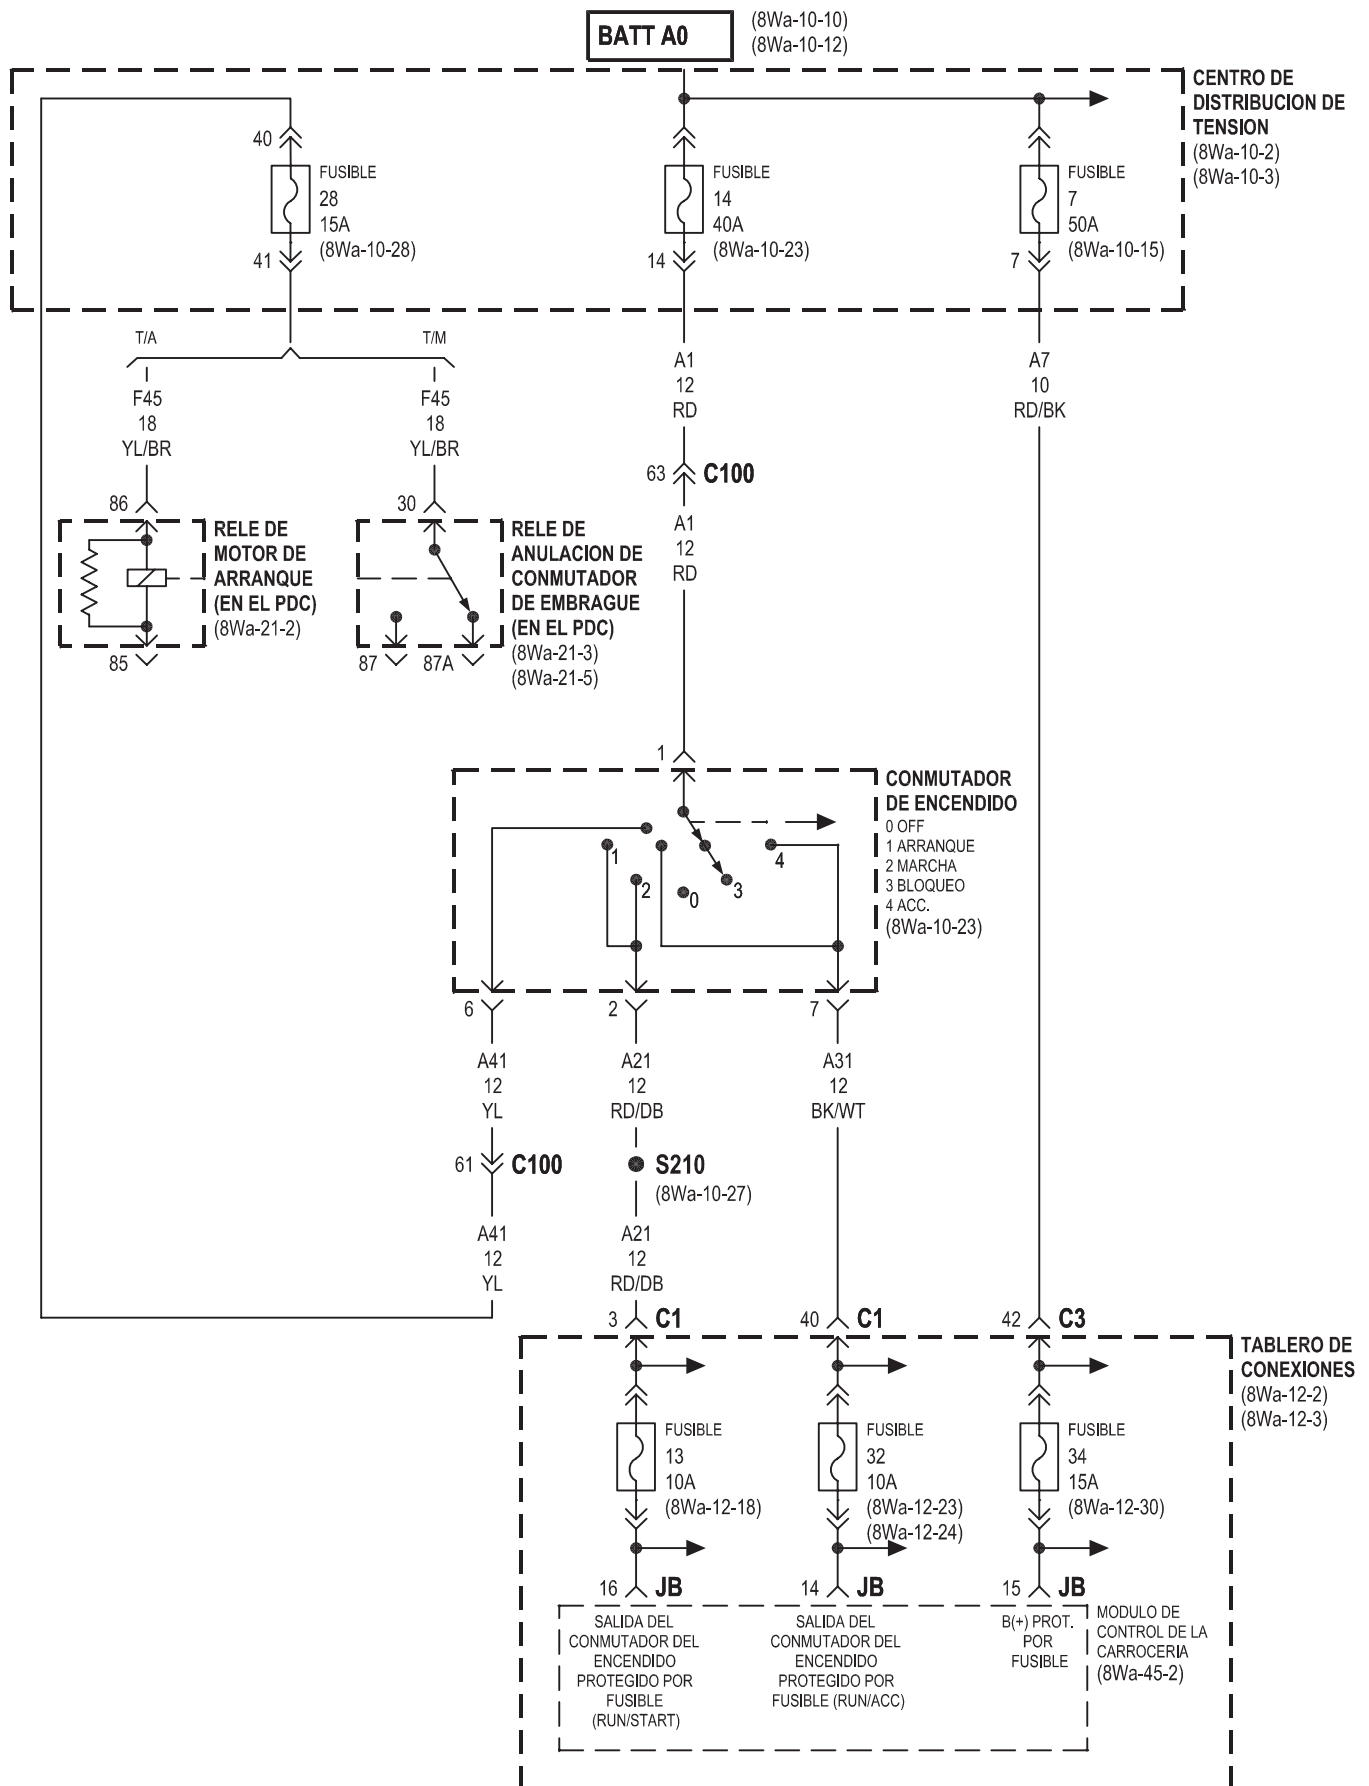 BATT A0
(8Wa-10-10)
(8Wa-10-12)
CENTRO DE
DISTRIBUCION DE
TENSION
(8Wa-10-2)
(8Wa-10-3)
40
FUSIBLE
28
15A
(8Wa-10-28)
41
FUSIBLE
14
40A
(8Wa-10-23)
14
FUSIBLE
7
50A
(8Wa-10-15)
7
T/A
T/M
F45
18
YL/BR
F45
18
YL/BR
A1
12
RD
A7
10
RD/BK
63
C100
A1
12
RD
86
RELE DE
MOTOR DE
ARRANQUE
(EN EL PDC)
(8Wa-21-2)
85
30
RELE DE
ANULACION DE
CONMUTADOR
DE EMBRAGUE
(EN EL PDC)
(8Wa-21-3)
(8Wa-21-5)
87
87A
1
CONMUTADOR
DE ENCENDIDO
0 OFF
1 ARRANQUE
2 MARCHA
3 BLOQUEO
4 ACC.
(8Wa-10-23)
1
2
0
3
4
6
2
7
A41
12
YL
A21
12
RD/DB
A31
12
BK/WT
61
C100
S210
(8Wa-10-27)
A41
12
YL
A21
12
RD/DB
3
C1
40
C1
42
C3
TABLERO DE
CONEXIONES
(8Wa-12-2)
(8Wa-12-3)
FUSIBLE
13
10A
(8Wa-12-18)
FUSIBLE
32
10A
(8Wa-12-23)
(8Wa-12-24)
FUSIBLE
34
15A
(8Wa-12-30)
16
JB
14
JB
15
JB
SALIDA DEL
CONMUTADOR DEL
ENCENDIDO
PROTEGIDO POR
FUSIBLE
(RUN/START)
SALIDA DEL
CONMUTADOR DEL
ENCENDIDO
PROTEGIDO POR
FUSIBLE (RUN/ACC)
B(+) PROT.
POR
FUSIBLE
MODULO DE
CONTROL DE LA
CARROCERIA
(8Wa-45-2)